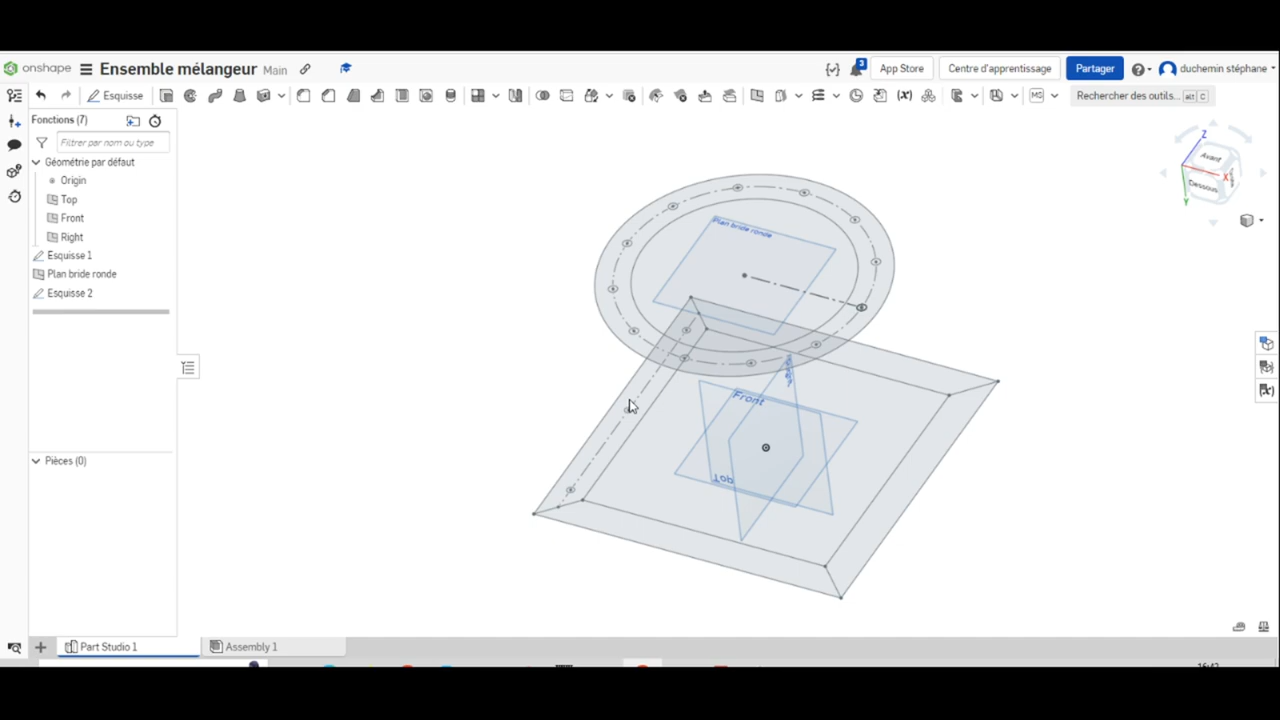 onshape Ensemble mélangeur Main 3 App Store Centre d'apprentissage Partager duchemin stéphane
Esquisse Rechercher des outils... alt C
Fonctions (7)
Filtrer par nom ou type
Géométrie par défaut
Origin
Top
Front
Right
Esquisse 1
Plan bride ronde
Esquisse 2
Pièces (0)
Plan bride ronde
Front
Top
Z
Avant
X
Dessous
Y
Part Studio 1 Assembly 1